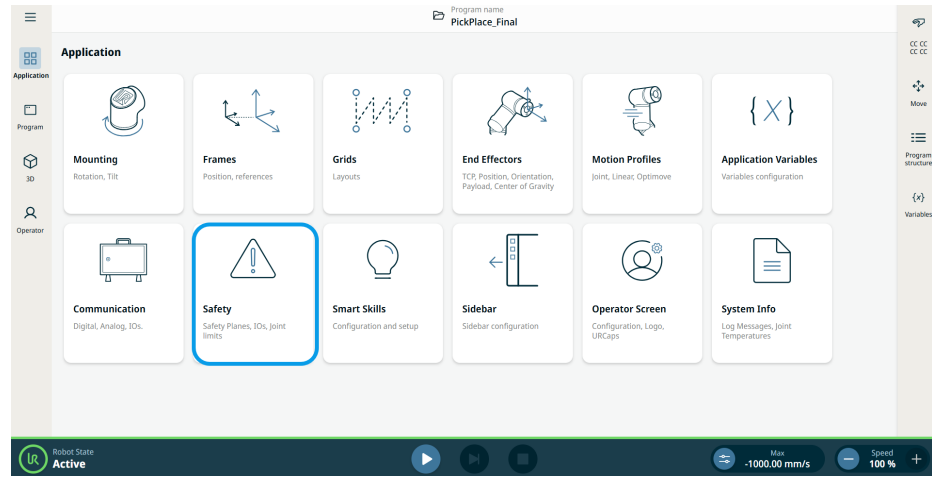 Program name
PickPlace_Final
Application
Application
Program
3D
Operator
Mounting
Rotation, Tilt
Frames
Position, references
Grids
Layouts
End Effectors
TCP, Position, Orientation,
Payload, Center of Gravity
Motion Profiles
Joint, Linear, Optimove
Application Variables
Variables configuration
Communication
Digital, Analog, IOs.
Safety
Safety Planes, IOs, Joint
limits
Smart Skills
Configuration and setup
Sidebar
Sidebar configuration
Operator Screen
Configuration, Logo,
URCaps
System Info
Log Messages, Joint
Temperatures
CC CC
CC CC
Move
Program
structure
{x}
Variables
UR
Robot State
Active
Max
-1000.00 mm/s
Speed
100 %